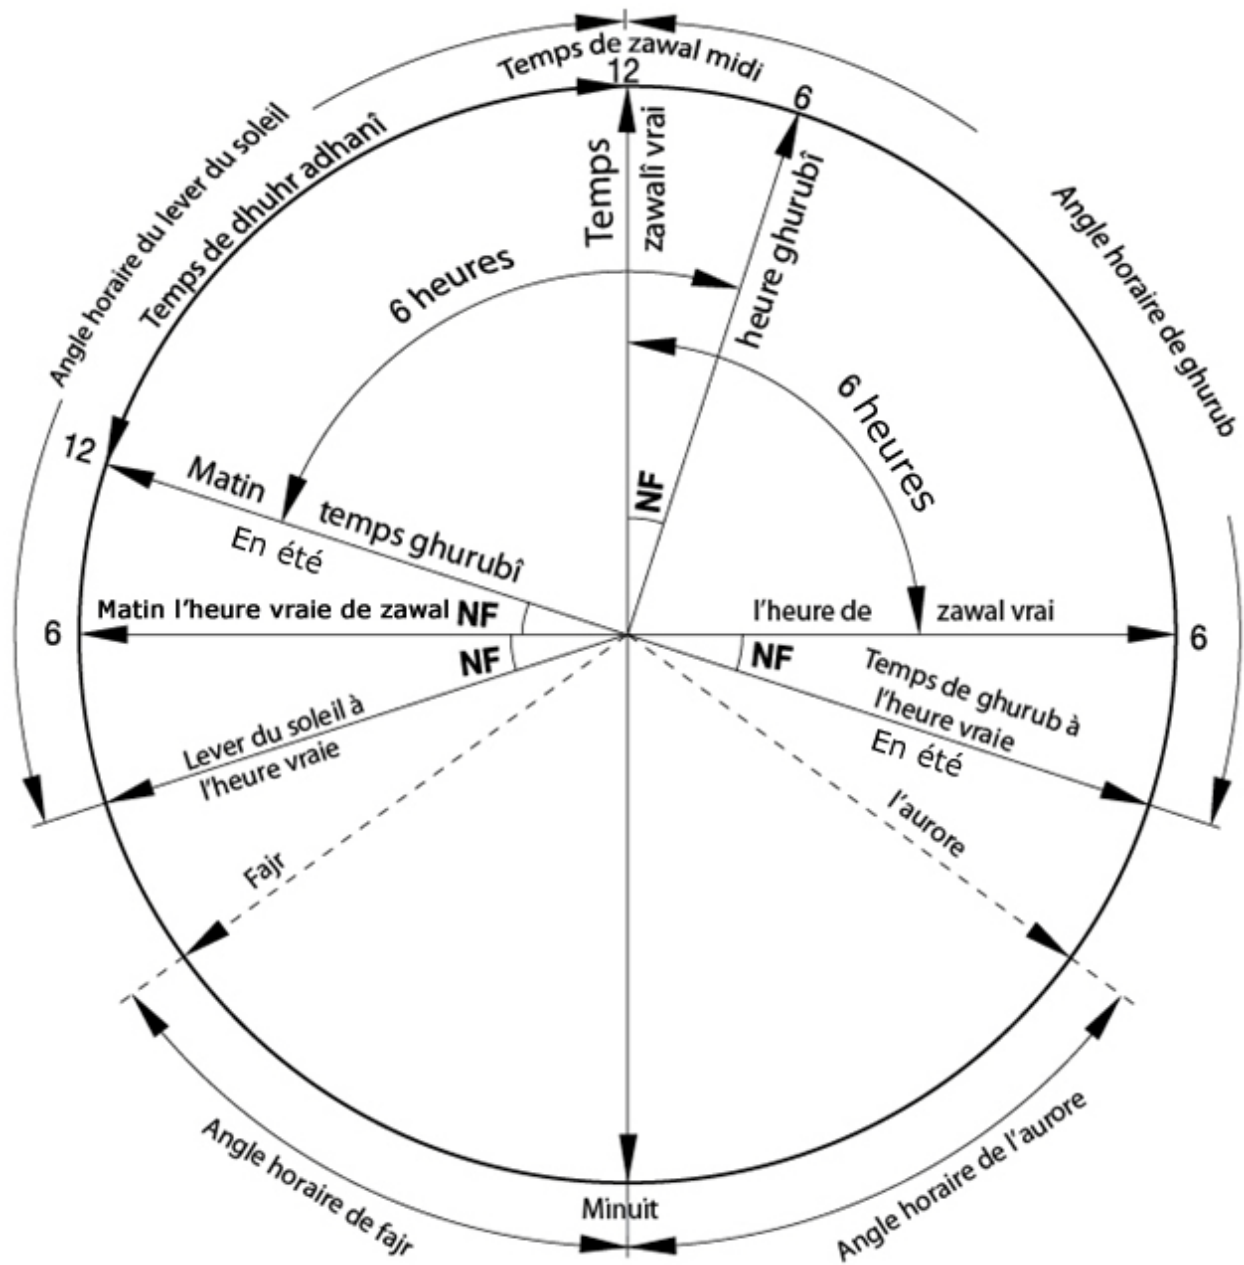 Temps de zawal midi
12
6
Angle horaire du lever du soleil
Temps de dhuhr adhanî
Temps
zawalî vrai
heure ghurubî
Angle horaire de ghurub
6 heures
6 heures
12
Matin
temps ghurubî
En été
NF
Matin l'heure vraie de zawal NF
l'heure de zawal vrai
6
6
NF
NF
Temps de ghurub à
l'heure vraie
En été
Lever du soleil à
l'heure vraie
Fajr
l'aurore
Angle horaire de fajr
Minuit
Angle horaire de l'aurore